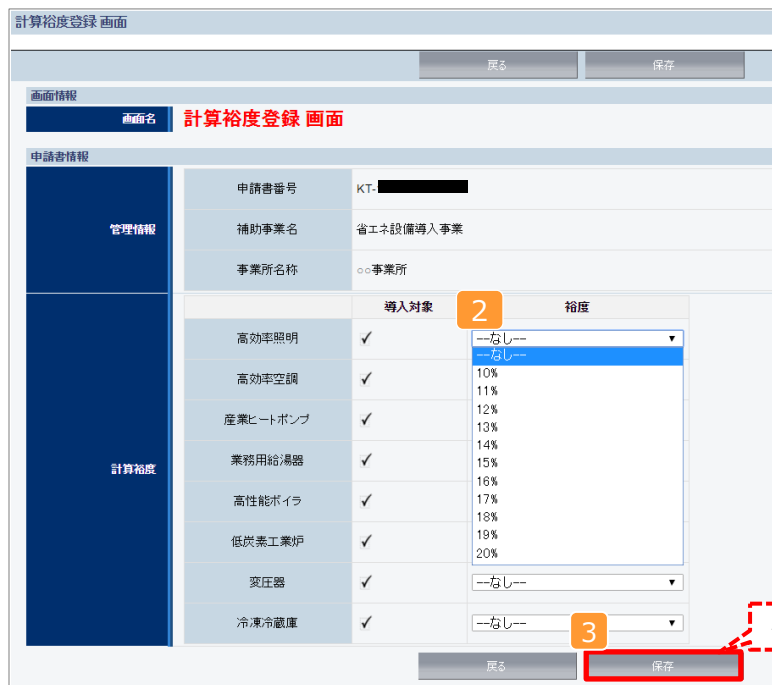 計算裕度登録 画面
戻る 保存
画面情報
画面名 計算裕度登録 画面
申請書情報
管理情報
申請書番号 KT-
補助事業名 省エネ設備導入事業
事業所名称 ○○事業所
計算裕度
導入対象 2 裕度
高効率照明 ✓ --なし-- ▼
--なし--
高効率空調 ✓
10%
11%
産業ヒートポンプ ✓
12%
13%
14%
業務用給湯器 ✓
15%
16%
高性能ボイラ ✓
17%
18%
低炭素工業炉 ✓
19%
20%
変圧器 ✓ --なし-- ▼
冷凍冷蔵庫 ✓ --なし-- ▼
3
戻る 保存